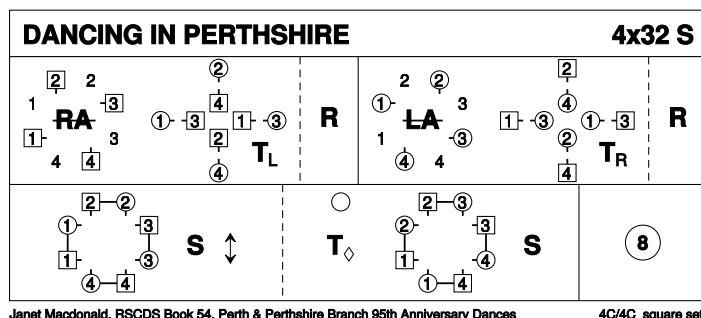 DANCING IN PERTHSHIRE 4x32 S
2 2 2 2 2 2
1 RA 3 4 R 1 LA 3 4 R
1 - 3 1 - 3 1 - 3 1 - 3
1 3 2 1 3 2
4 4 T_L 4 4 4 T_R 4
2 2 2 3
1 3 2 3
S ↕ T◇ S 8
1 3 1 4
4 4 1 4
Janet Macdonald, RSCDS Book 54, Perth & Perthshire Branch 95th Anniversary Dances 4C/4C square set